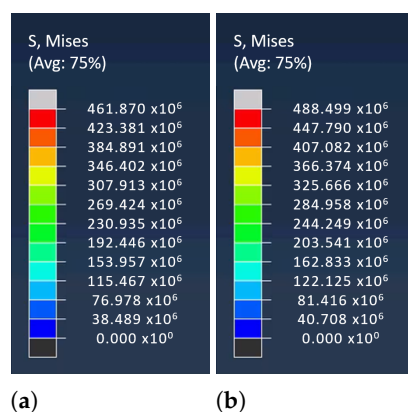 S, Mises
(Avg: 75%)
461.870 x10⁶
423.381 x10⁶
384.891 x10⁶
346.402 x10⁶
307.913 x10⁶
269.424 x10⁶
230.935 x10⁶
192.446 x10⁶
153.957 x10⁶
115.467 x10⁶
76.978 x10⁶
38.489 x10⁶
0.000 x10⁰
(a)
S, Mises
(Avg: 75%)
488.499 x10⁶
447.790 x10⁶
407.082 x10⁶
366.374 x10⁶
325.666 x10⁶
284.958 x10⁶
244.249 x10⁶
203.541 x10⁶
162.833 x10⁶
122.125 x10⁶
81.416 x10⁶
40.708 x10⁶
0.000 x10⁰
(b)